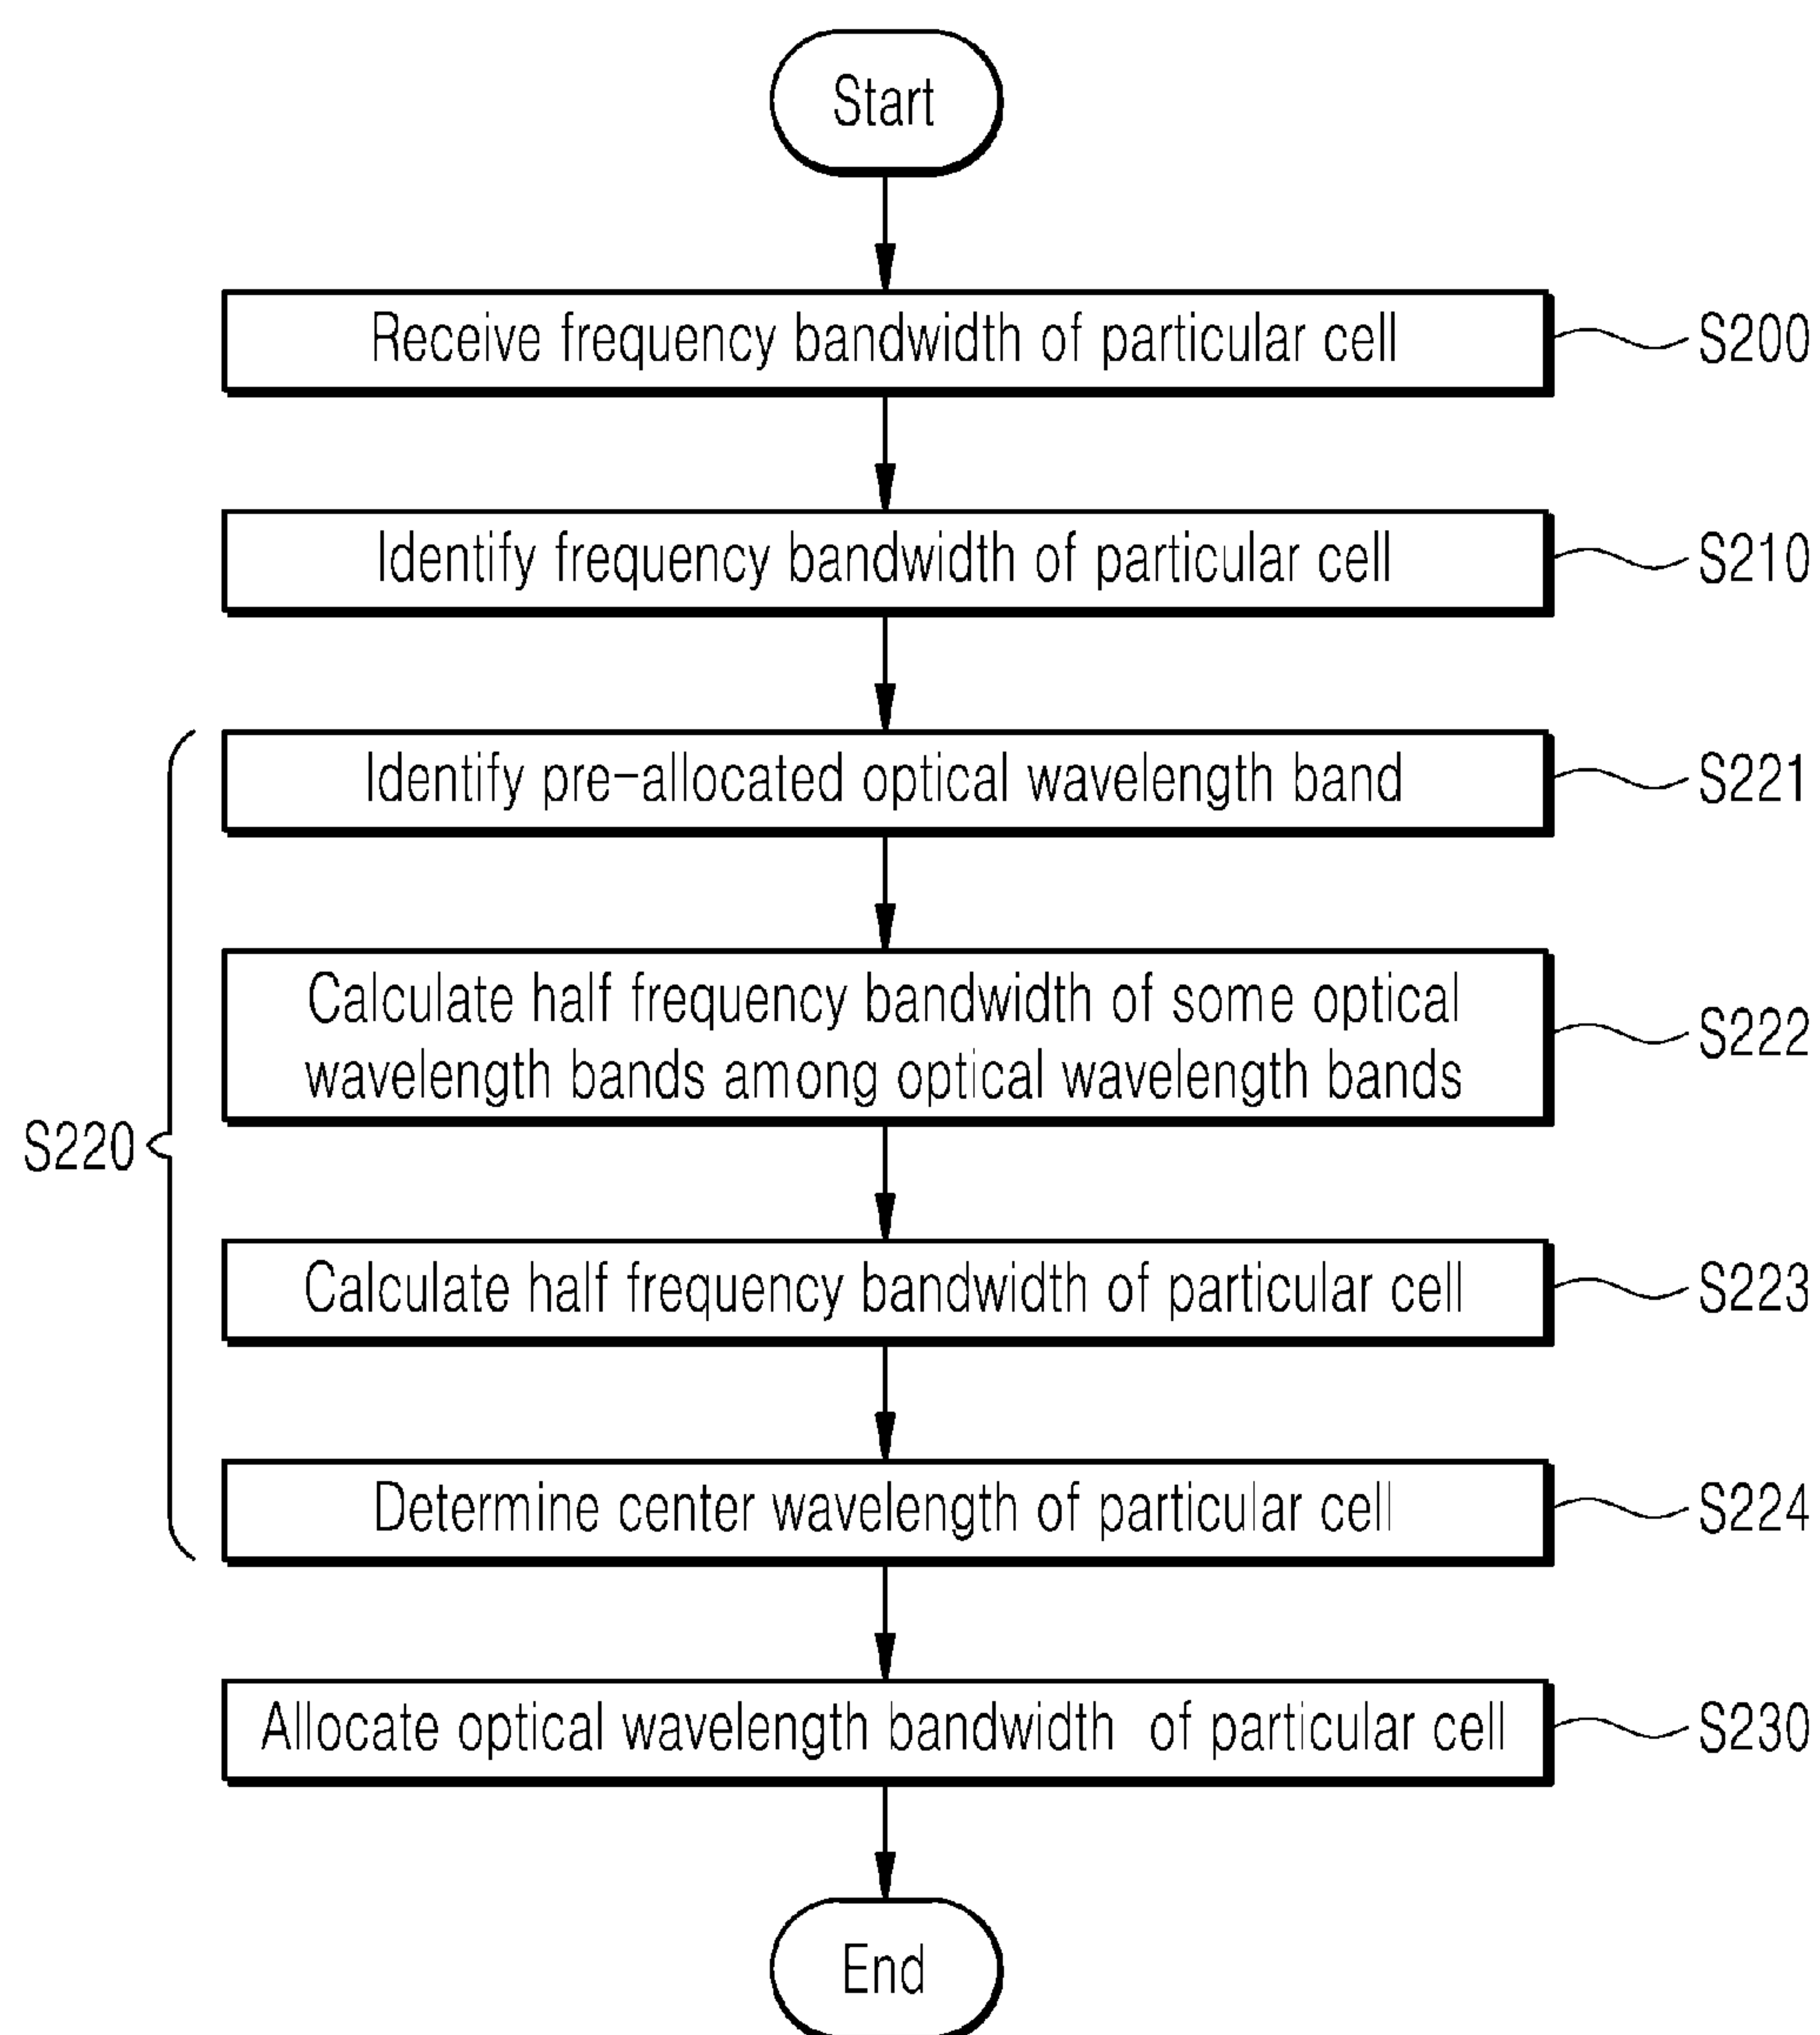 Start
Receive frequency bandwidth of particular cell
S200
Identify frequency bandwidth of particular cell
S210
Identify pre-allocated optical wavelength band
S221
Calculate half frequency bandwidth of some optical
wavelength bands among optical wavelength bands
S222
S220
Calculate half frequency bandwidth of particular cell
S223
Determine center wavelength of particular cell
S224
Allocate optical wavelength bandwidth of particular cell
S230
End